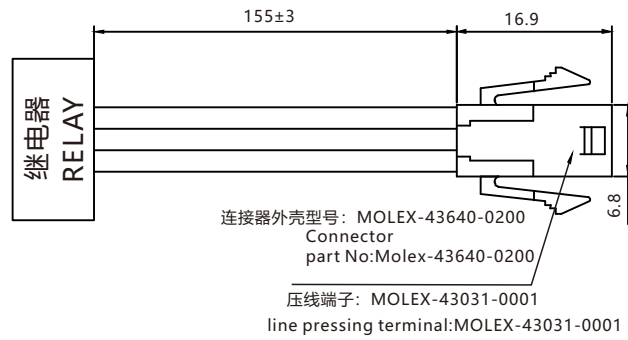 155±3
16.9
继电器
RELAY
6.8
连接器外壳型号：MOLEX-43640-0200
Connector
part No:Molex-43640-0200
压线端子：MOLEX-43031-0001
line pressing terminal:MOLEX-43031-0001